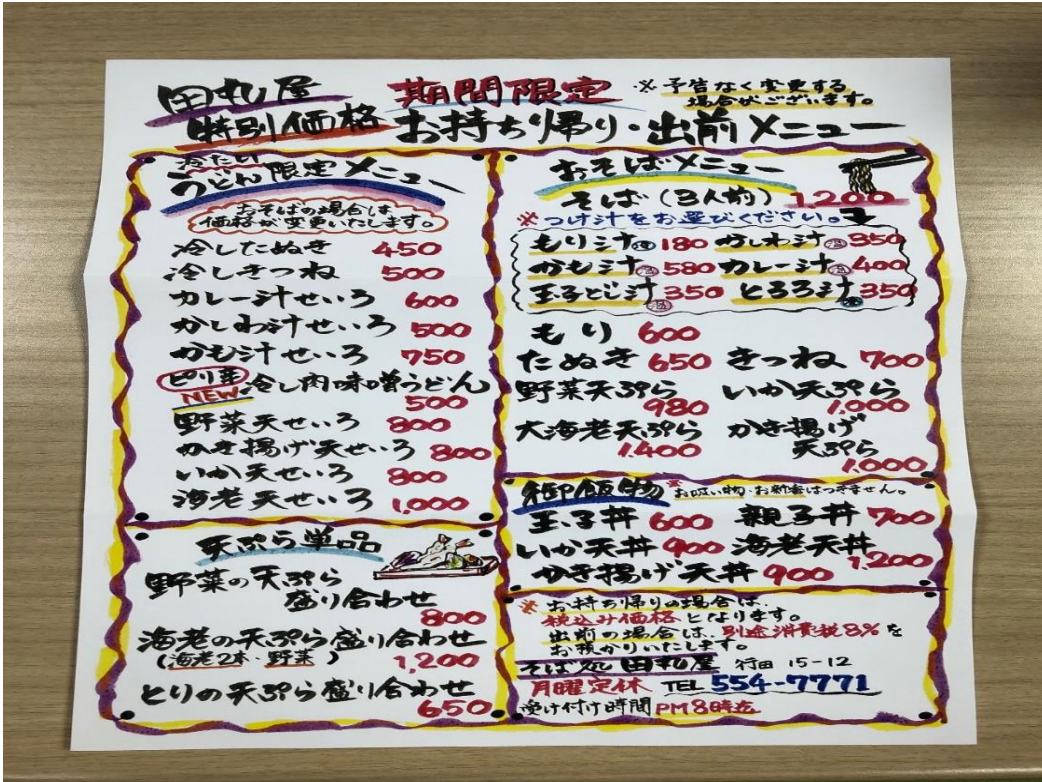 田丸屋 期間限定 ※予告なく変更する
場合がございます。
特別価格 お持ち帰り・出前メニュー
冷たい
うどん限定メニュー
おそばの場合は
価格が変更いたします。
冷したぬき 450
冷しきつね 500
カレー汁せいろ 600
かしわ汁せいろ 500
かも汁せいろ 750
ピリ辛 冷し肉味噌うどん
NEW 500
野菜天せいろ 800
かき揚げ天せいろ 800
いか天せいろ 800
海老天せいろ 1,000
天ぷら単品
野菜の天ぷら
盛り合わせ
800
海老の天ぷら盛り合わせ
(海老2本・野菜) 1,200
とりの天ぷら盛り合わせ
650
おそばメニュー
そば(3人前) 1,200
※つけ汁をお選びください。
もり汁 180 かしわ汁温 350
かも汁温 580 カレー汁温 400
玉子とじ汁温 350 とろろ汁 350
もり 600
たぬき 650 きつね 700
野菜天ぷら いか天ぷら
980 1,000
大海老天ぷら かき揚げ
1,400 天ぷら
1,000
御飯物 ※お吸い物・お新香はつきません。
玉子丼 600 親子丼 700
いか天丼 900 海老天丼
かき揚げ天丼 900 1,200
※お持ち帰りの場合は、
税込み価格となります。
※出前の場合は、別途消費税8%を
お預かりいたします。
そば処 田丸屋 行田 15-12
月曜定休 TEL 554-7771
受け付け時間 PM8時迄